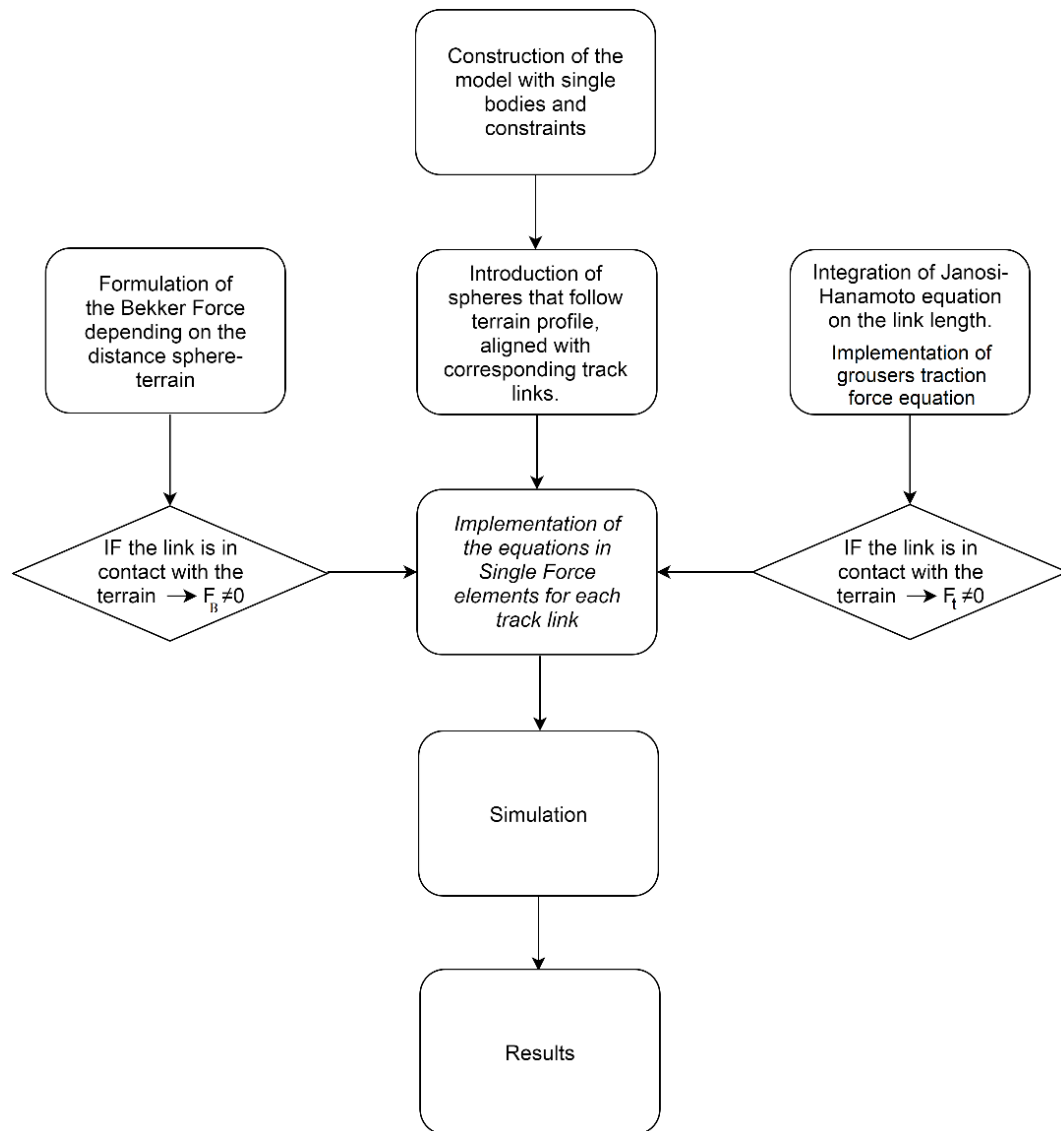 Construction of the
model with single
bodies and
constraints
Formulation of
the Bekker Force
depending on the
distance sphere-
terrain
Introduction of
spheres that follow
terrain profile,
aligned with
corresponding track
links.
Integration of Janosi-
Hanamoto equation
on the link length.
Implementation of
grousers traction
force equation
IF the link is in
contact with the
terrain → F_B ≠0
Implementation of
the equations in
Single Force
elements for each
track link
IF the link is in
contact with the
terrain → F_t ≠0
Simulation
Results